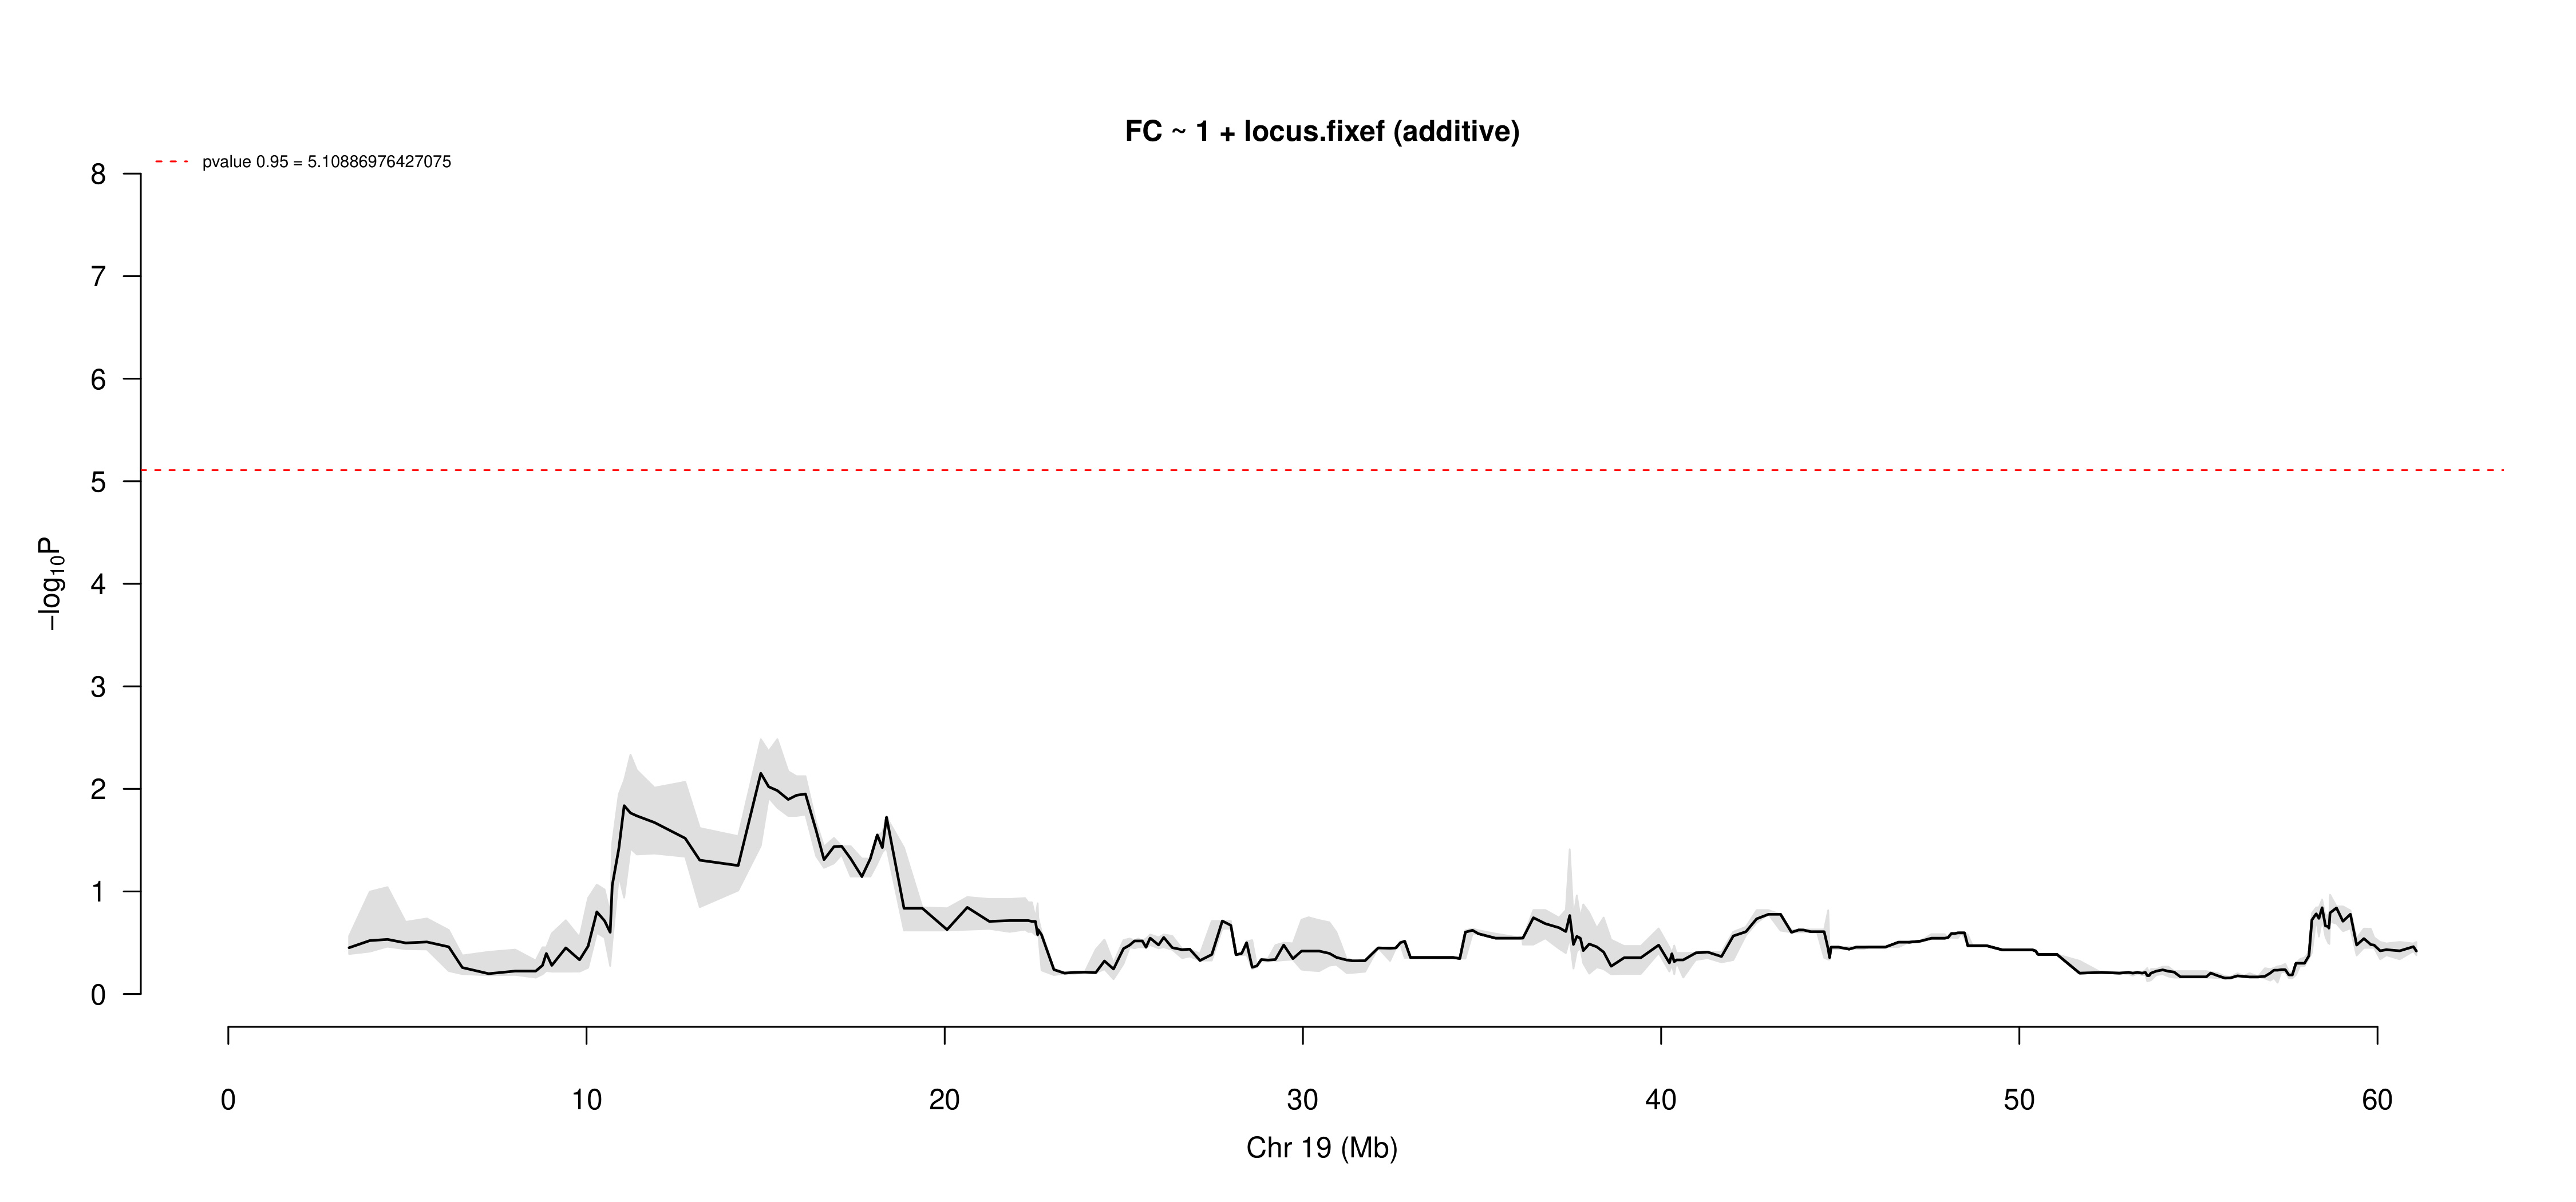 FC ~ 1 + locus.fixef (additive)
pvalue 0.95 = 5.10886976427075
8
7
6
5
4
3
2
1
0
−log10P
0 10 20 30 40 50 60
Chr 19 (Mb)